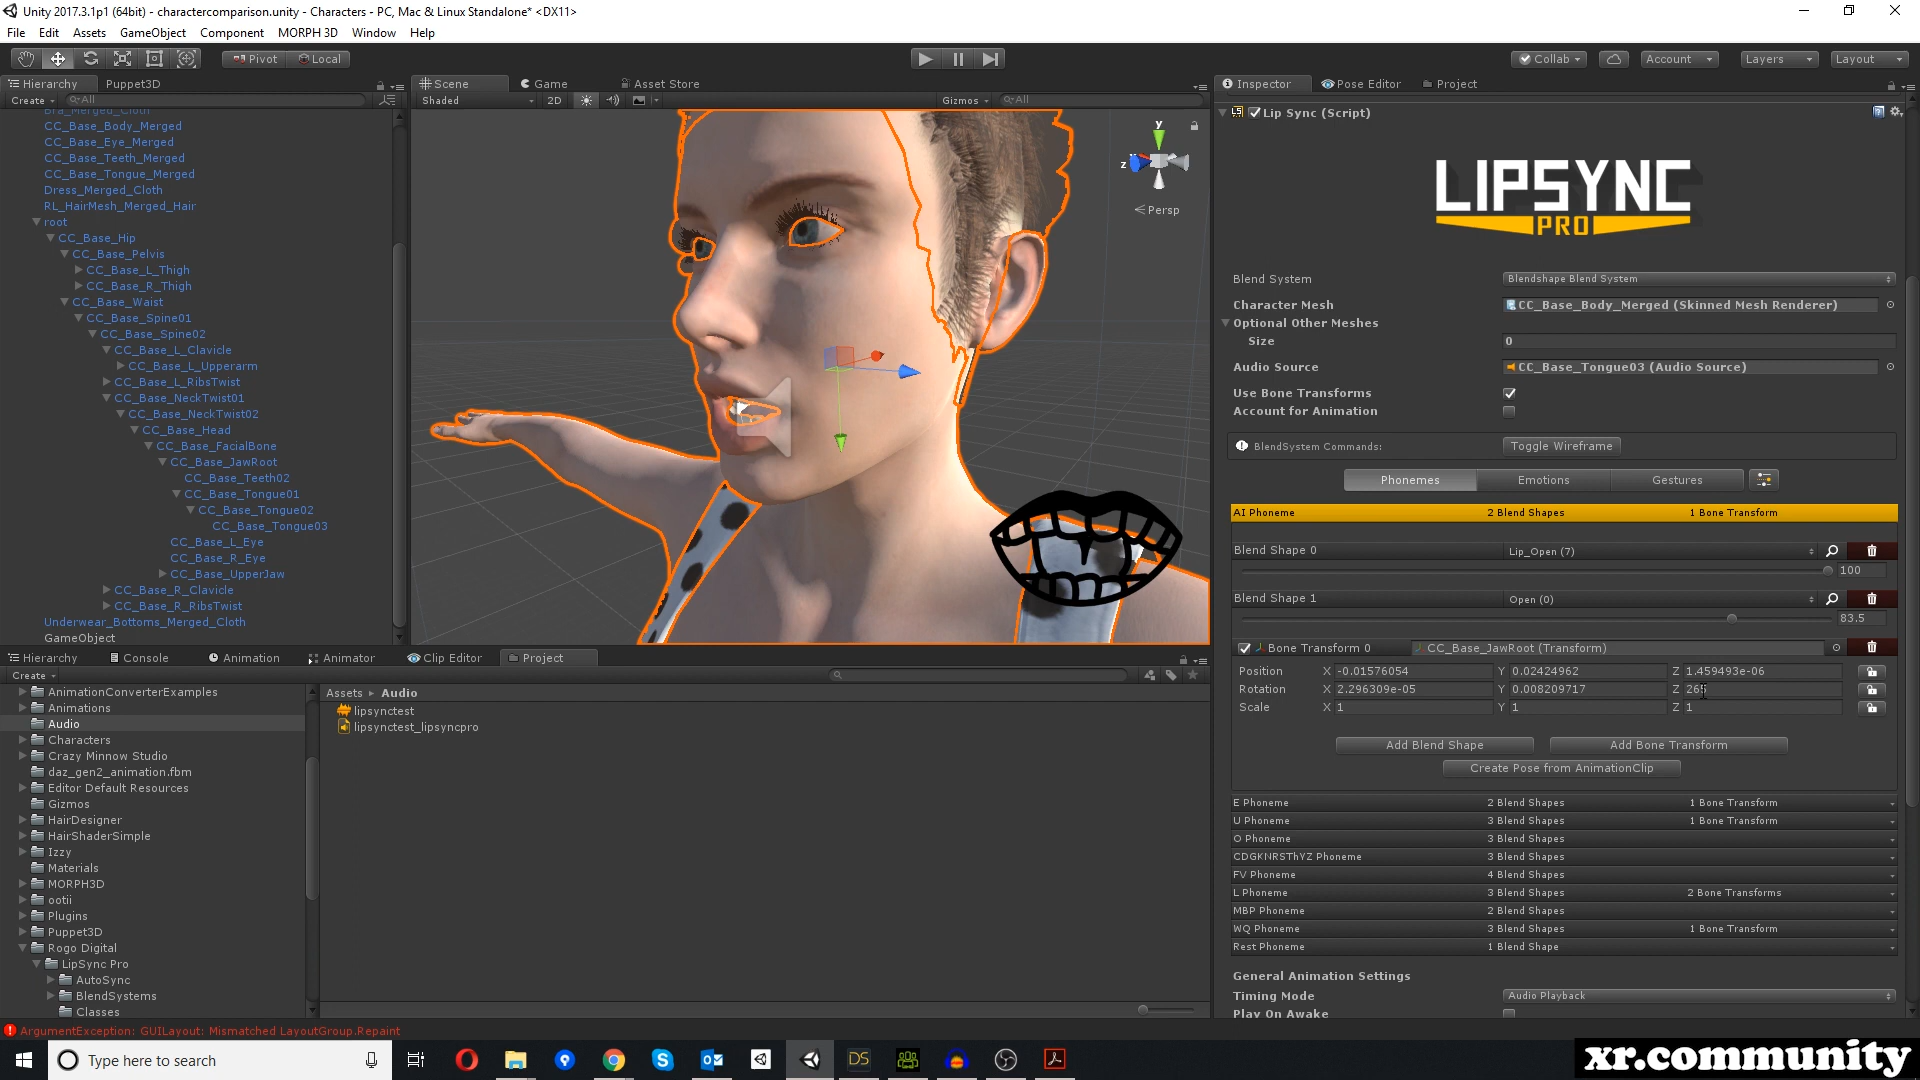 Unity 2017.3.1p1 (64bit) - charactercomparison.unity - Characters - PC, Mac & Linux Standalone* <DX11>
File Edit Assets GameObject Component MORPH 3D Window Help
Pivot Local Collab Account Layers Layout
Hierarchy Puppet3D
Create All
Bra_Merged_Cloth
CC_Base_Body_Merged
CC_Base_Eye_Merged
CC_Base_Teeth_Merged
CC_Base_Tongue_Merged
Dress_Merged_Cloth
RL_HairMesh_Merged_Hair
root
CC_Base_Hip
CC_Base_Pelvis
CC_Base_L_Thigh
CC_Base_R_Thigh
CC_Base_Waist
CC_Base_Spine01
CC_Base_Spine02
CC_Base_L_Clavicle
CC_Base_L_Upperarm
CC_Base_L_RibsTwist
CC_Base_NeckTwist01
CC_Base_NeckTwist02
CC_Base_Head
CC_Base_FacialBone
CC_Base_JawRoot
CC_Base_Teeth02
CC_Base_Tongue01
CC_Base_Tongue02
CC_Base_Tongue03
CC_Base_L_Eye
CC_Base_R_Eye
CC_Base_UpperJaw
CC_Base_R_Clavicle
CC_Base_R_RibsTwist
Underwear_Bottoms_Merged_Cloth
GameObject
Scene Game Asset Store
Shaded 2D Gizmos All
y
z
Persp
Hierarchy Console Animation Animator Clip Editor Project
Create
AnimationConverterExamples
Animations
Audio
Characters
Crazy Minnow Studio
daz_gen2_animation.fbm
Editor Default Resources
Gizmos
HairDesigner
HairShaderSimple
Izzy
Materials
MORPH3D
ootii
Plugins
Puppet3D
Rogo Digital
LipSync Pro
AutoSync
BlendSystems
Classes
Assets Audio
lipsynctest
lipsynctest_lipsyncpro
Inspector Pose Editor Project
Lip Sync (Script)
LIPSYNC
PRO
Blend System Blendshape Blend System
Character Mesh CC_Base_Body_Merged (Skinned Mesh Renderer)
Optional Other Meshes
Size 0
Audio Source CC_Base_Tongue03 (Audio Source)
Use Bone Transforms
Account for Animation
BlendSystem Commands: Toggle Wireframe
Phonemes Emotions Gestures
AI Phoneme 2 Blend Shapes 1 Bone Transform
Blend Shape 0 Lip_Open (7)
100
Blend Shape 1 Open (0)
83.5
Bone Transform 0 CC_Base_JawRoot (Transform)
Position X -0.01576054 Y 0.02424962 Z 1.459493e-06
Rotation X 2.296309e-05 Y 0.008209717 Z 265
Scale X 1 Y 1 Z 1
Add Blend Shape Add Bone Transform
Create Pose from AnimationClip
E Phoneme 2 Blend Shapes 1 Bone Transform
U Phoneme 3 Blend Shapes 1 Bone Transform
O Phoneme 3 Blend Shapes
CDGKNRSThYZ Phoneme 3 Blend Shapes
FV Phoneme 4 Blend Shapes
L Phoneme 3 Blend Shapes 2 Bone Transforms
MBP Phoneme 2 Blend Shapes
WQ Phoneme 3 Blend Shapes 1 Bone Transform
Rest Phoneme 1 Blend Shape
General Animation Settings
Timing Mode Audio Playback
Play On Awake
ArgumentException: GUILayout: Mismatched LayoutGroup.Repaint
Type here to search
DS
xr.community